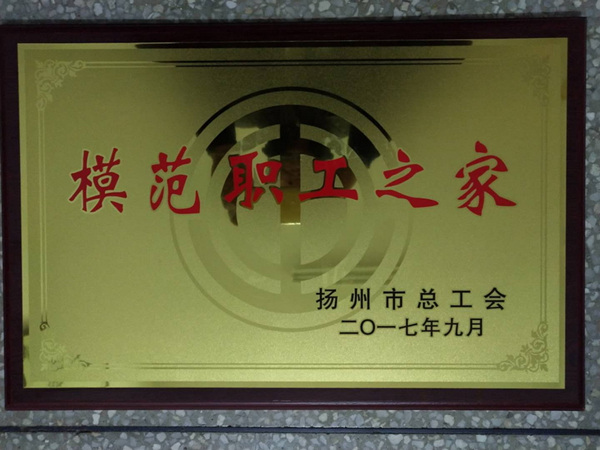 模范职工之家
扬州市总工会
二〇一七年九月